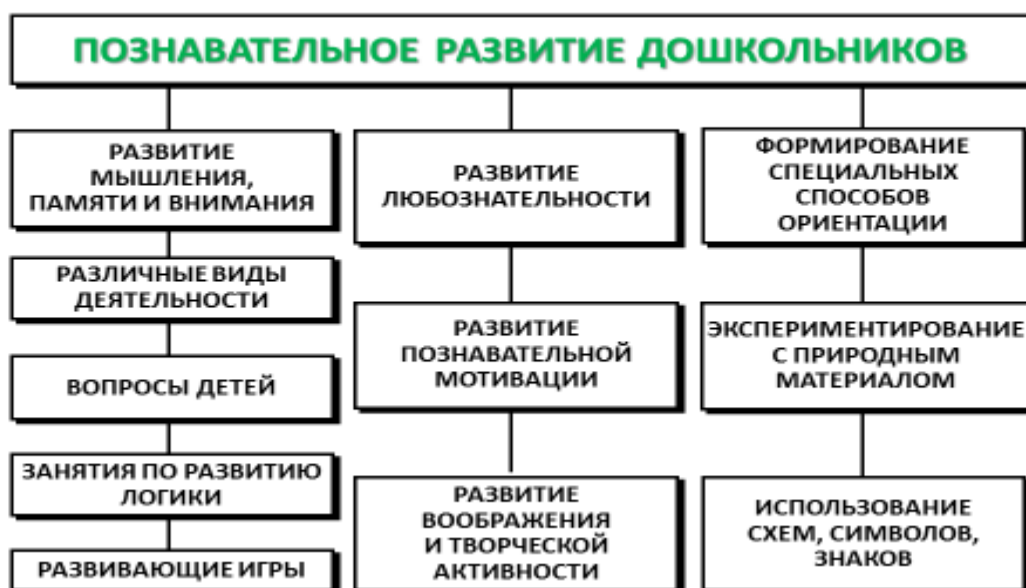 ПОЗНАВАТЕЛЬНОЕ РАЗВИТИЕ ДОШКОЛЬНИКОВ
РАЗВИТИЕ
МЫШЛЕНИЯ,
ПАМЯТИ И ВНИМАНИЯ
РАЗЛИЧНЫЕ ВИДЫ
ДЕЯТЕЛЬНОСТИ
ВОПРОСЫ ДЕТЕЙ
ЗАНЯТИЯ ПО РАЗВИТИЮ
ЛОГИКИ
РАЗВИВАЮЩИЕ ИГРЫ
РАЗВИТИЕ
ЛЮБОЗНАТЕЛЬНОСТИ
РАЗВИТИЕ
ПОЗНАВАТЕЛЬНОЙ
МОТИВАЦИИ
РАЗВИТИЕ
ВООБРАЖЕНИЯ
И ТВОРЧЕСКОЙ
АКТИВНОСТИ
ФОРМИРОВАНИЕ
СПЕЦИАЛЬНЫХ
СПОСОБОВ
ОРИЕНТАЦИИ
ЭКСПЕРИМЕНТИРОВАНИЕ
С ПРИРОДНЫМ
МАТЕРИАЛОМ
ИСПОЛЬЗОВАНИЕ
СХЕМ, СИМВОЛОВ,
ЗНАКОВ